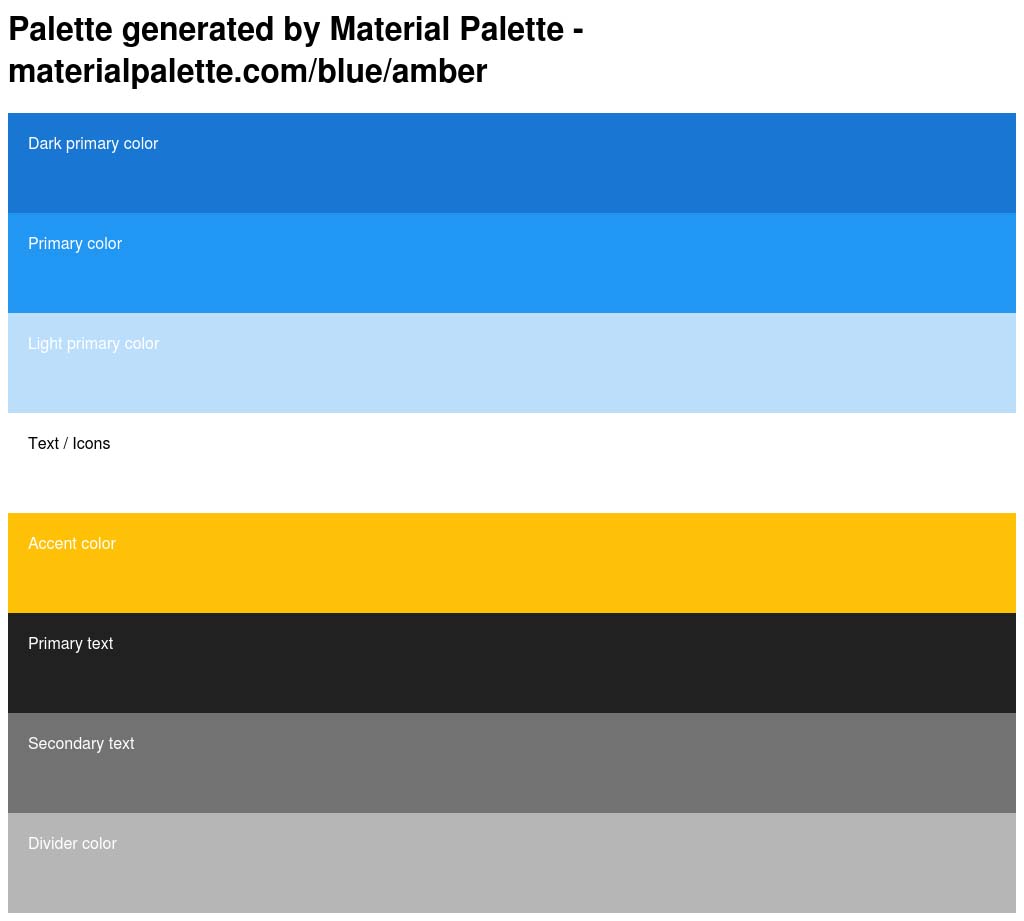 Palette generated by Material Palette -
materialpalette.com/blue/amber
Dark primary color
Primary color
Light primary color
Text / Icons
Accent color
Primary text
Secondary text
Divider color